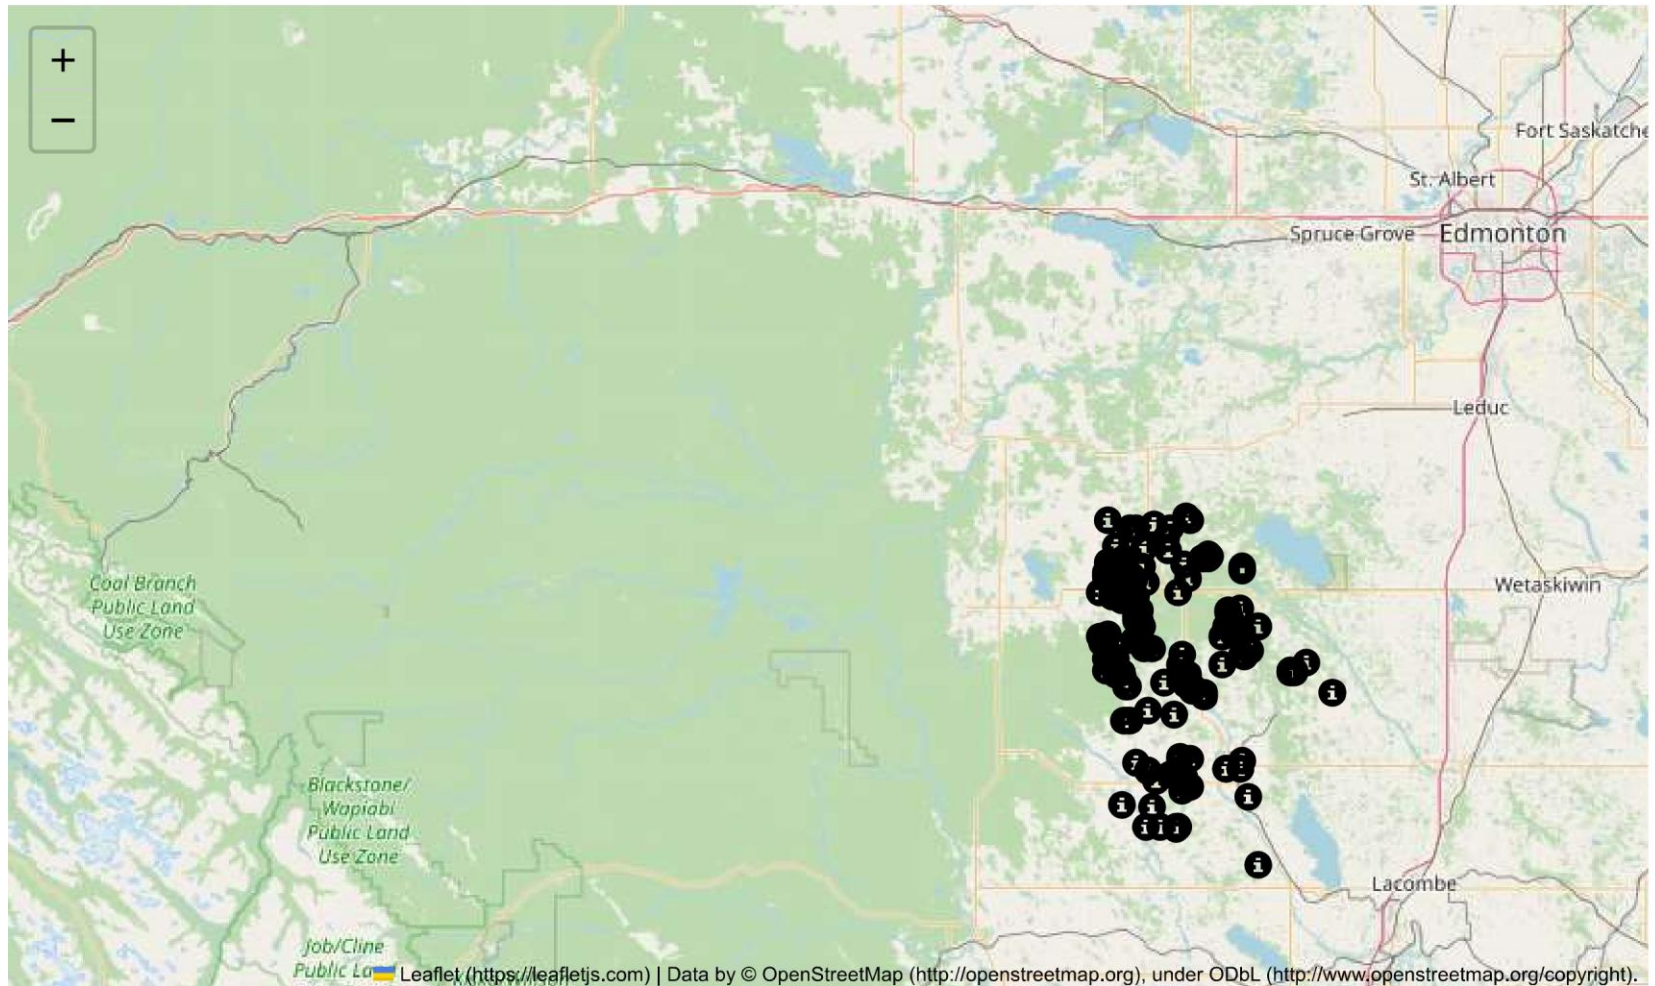 +
−
Fort Saskatche
St. Albert
Spruce Grove
Edmonton
Leduc
Coal Branch
Public Land
Use Zone
Wetaskiwin
Blackstone/
Wapiabi
Public Land
Use Zone
Lacombe
Job/Cline
Public La
Leaflet (https://leafletjs.com) | Data by © OpenStreetMap (http://openstreetmap.org), under ODbL (http://www.openstreetmap.org/copyright).